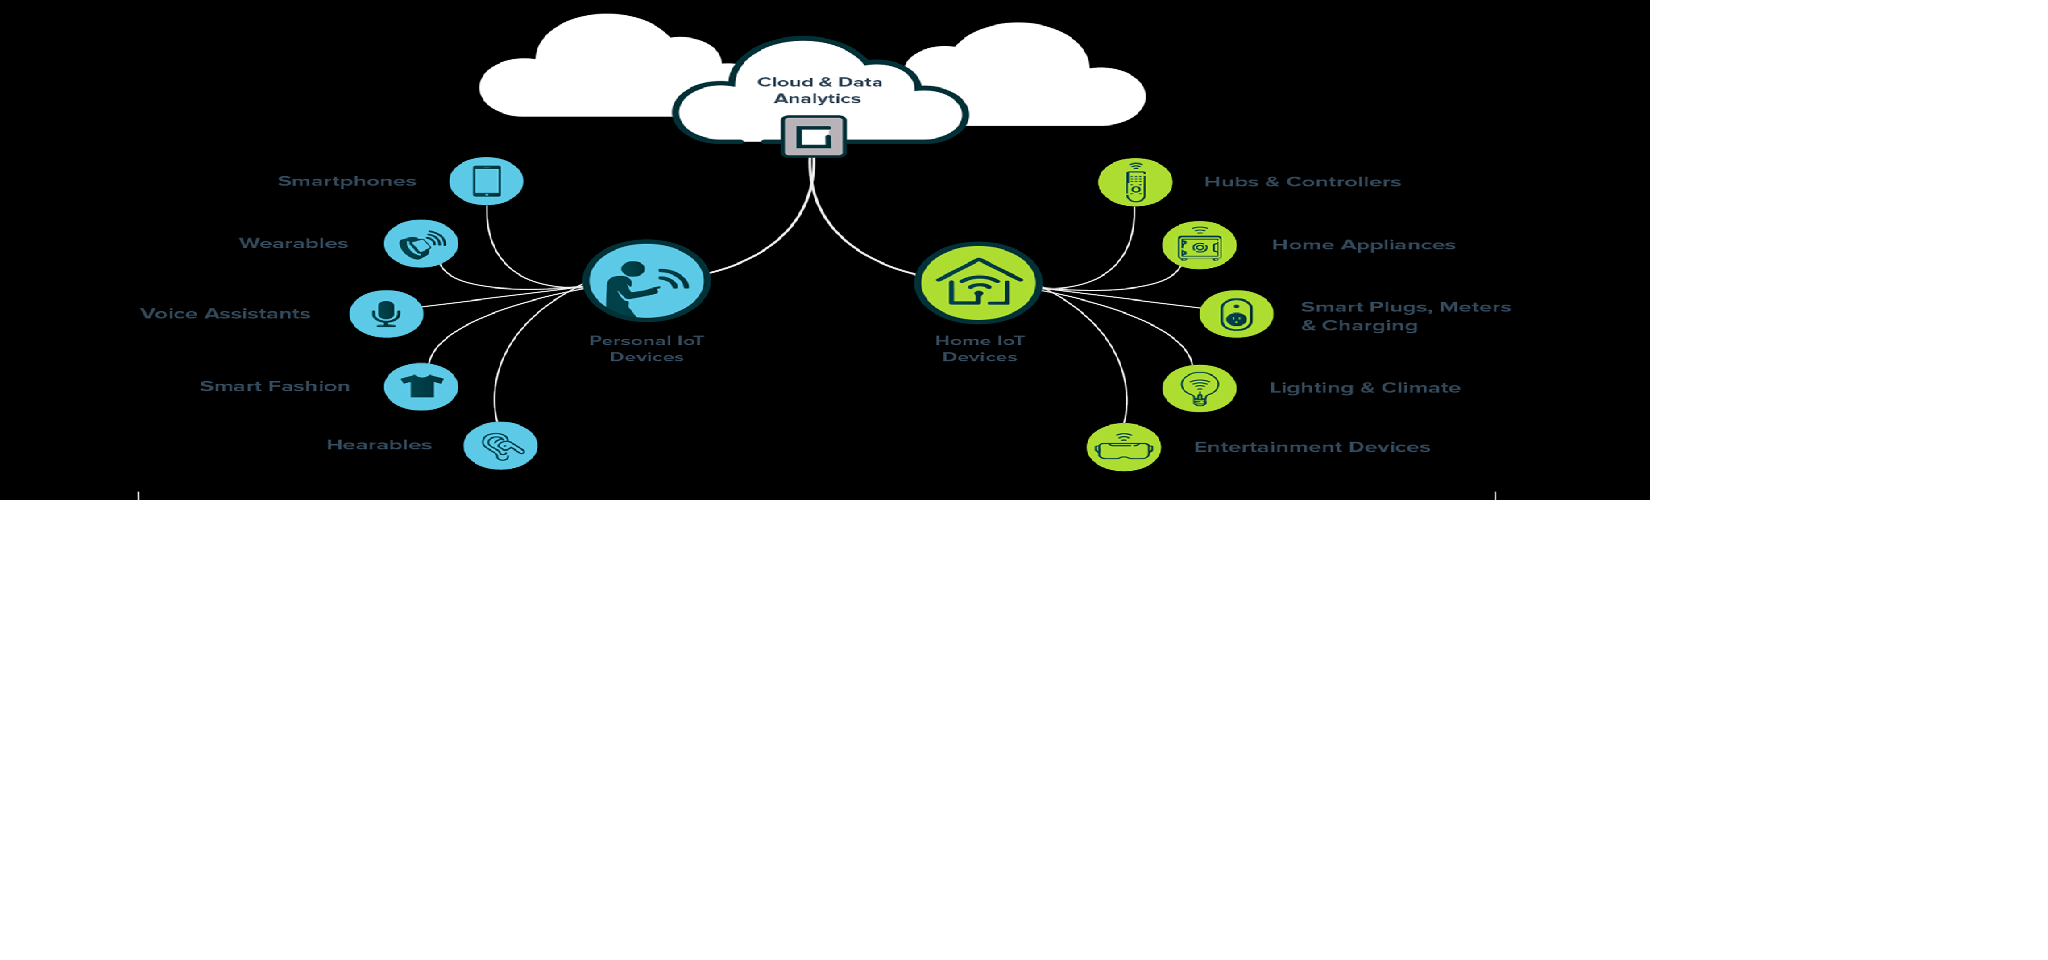 Cloud & Data
Analytics
Smartphones
Wearables
Voice Assistants
Smart Fashion
Hearables
Personal IoT
Devices
Home IoT
Devices
Hubs & Controllers
Home Appliances
Smart Plugs, Meters
& Charging
Lighting & Climate
Entertainment Devices